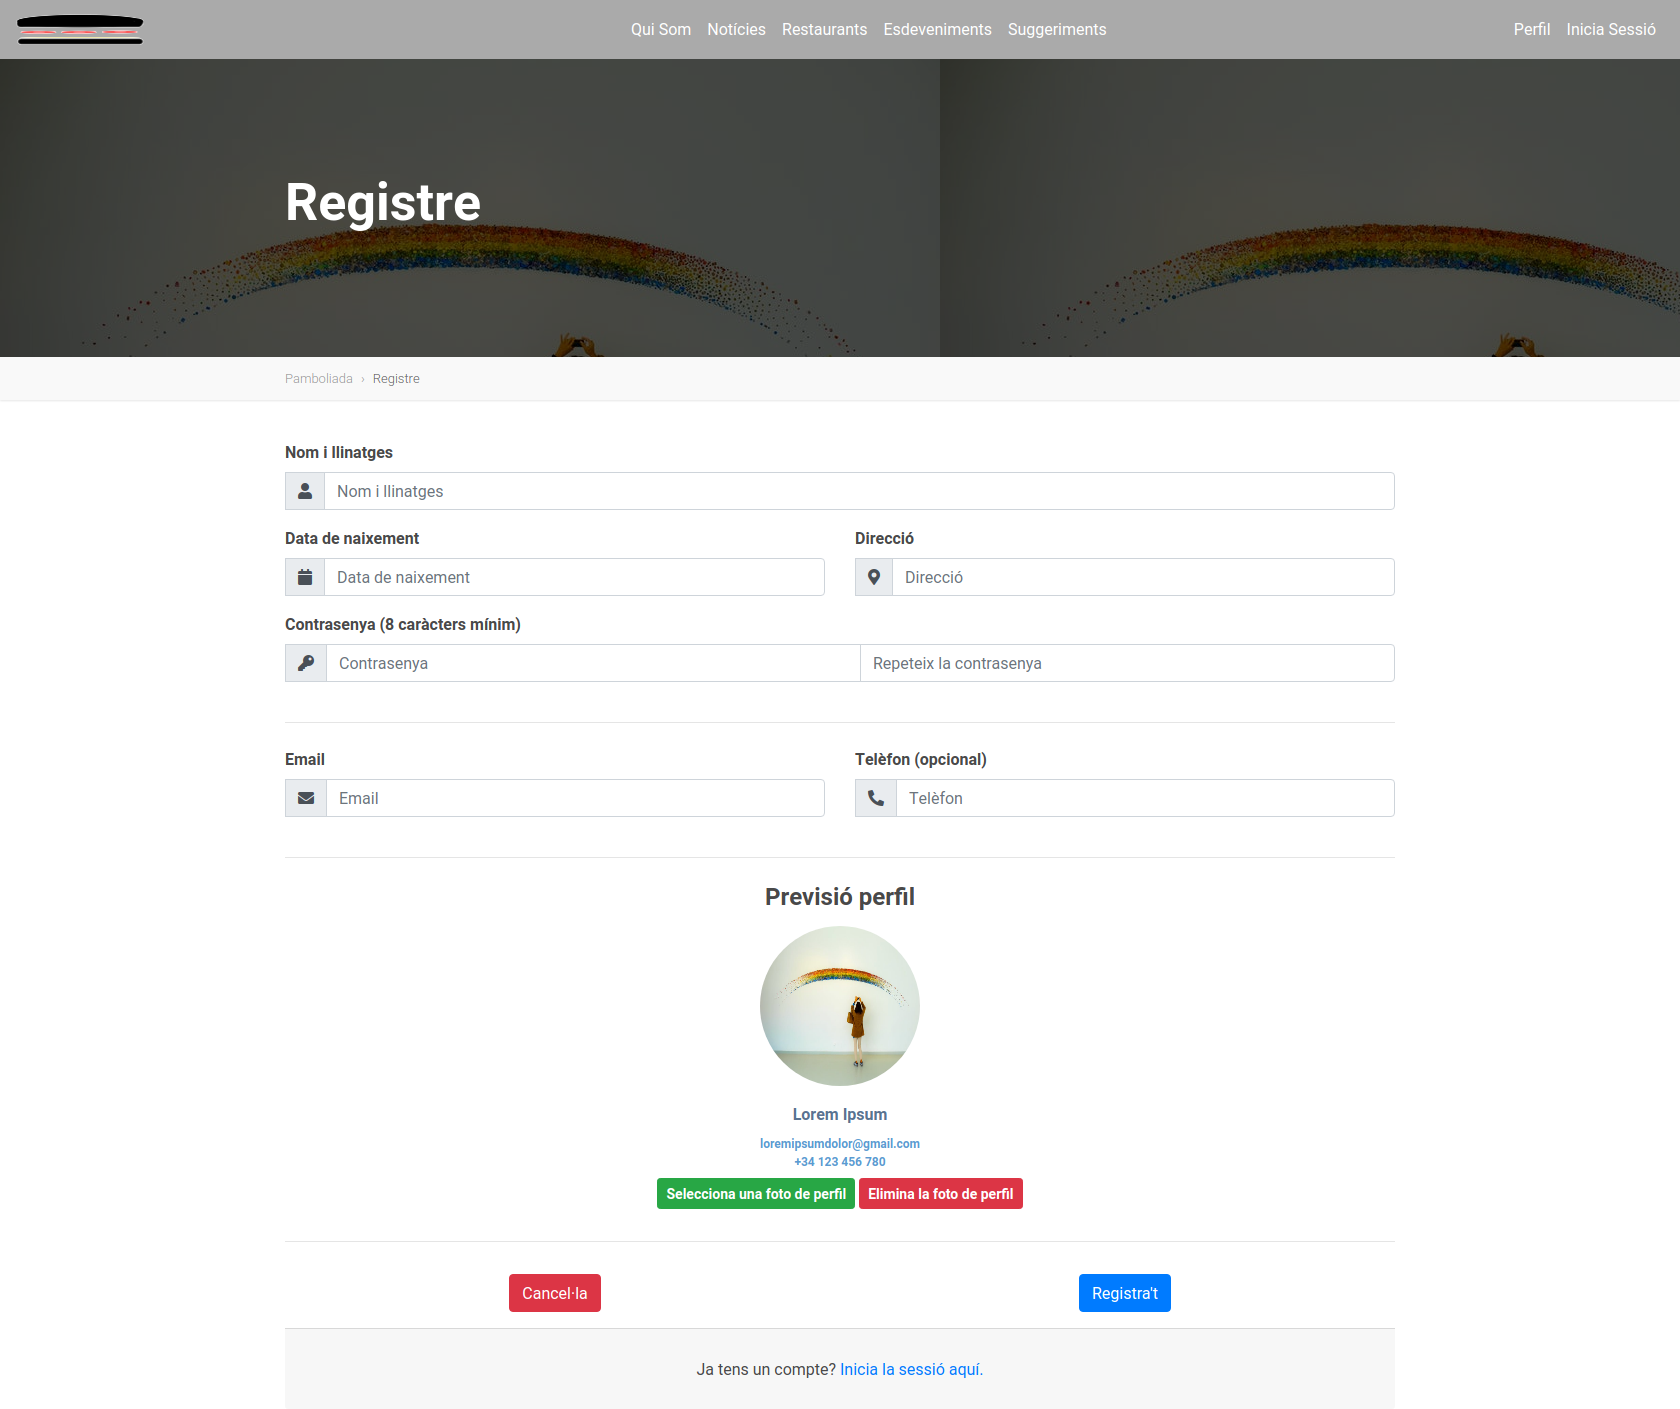 Qui Som Notícies Restaurants Esdeveniments Suggeriments Perfil Inicia Sessió
Registre
Pamboliada › Registre
Nom i llinatges
Nom i llinatges
Data de naixement Direcció
Data de naixement Direcció
Contrasenya (8 caràcters mínim)
Contrasenya Repeteix la contrasenya
Email Telèfon (opcional)
Email Telèfon
Previsió perfil
Lorem Ipsum
loremipsumdolor@gmail.com
+34 123 456 780
Selecciona una foto de perfil Elimina la foto de perfil
Cancel·la Registra't
Ja tens un compte? Inicia la sessió aquí.